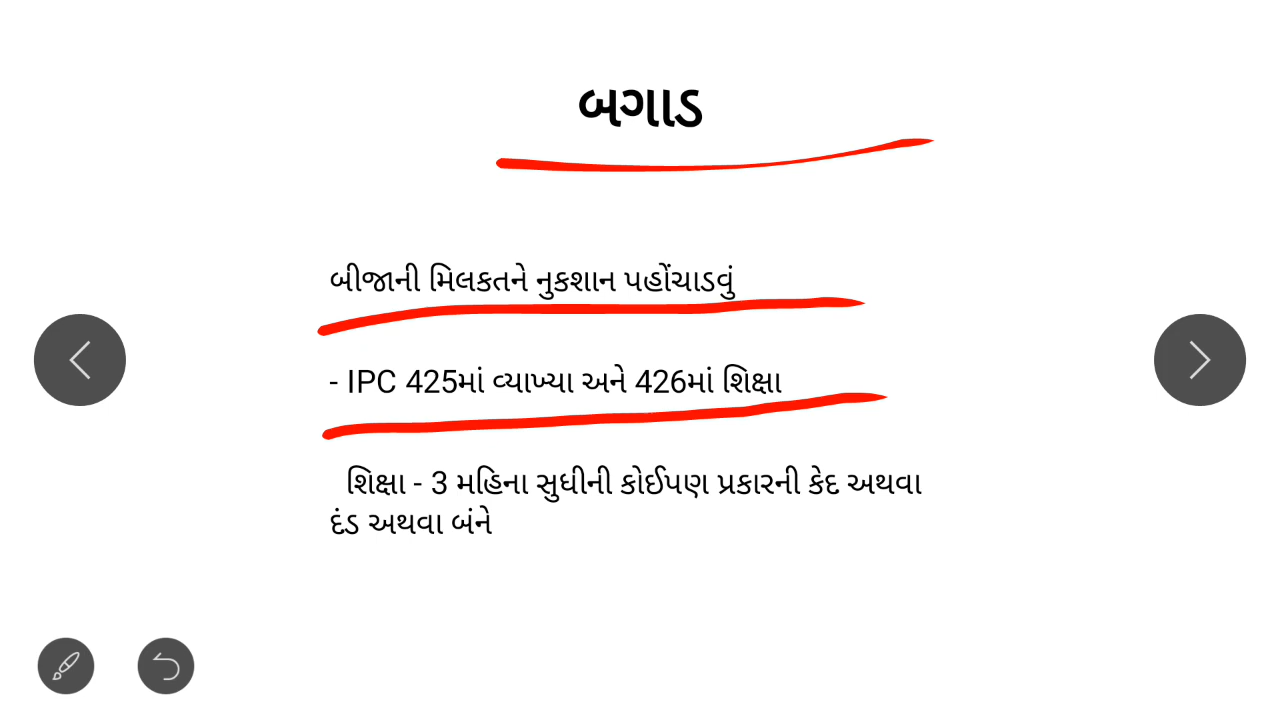 બગાડ
બીજાની મિલકતને નુકશાન પહોંચાડવું
- IPC 425માં વ્યાખ્યા અને 426માં શિક્ષા
શિક્ષા - 3 મહિના સુધીની કોઈપણ પ્રકારની કેદ અથવા
દંડ અથવા બંને